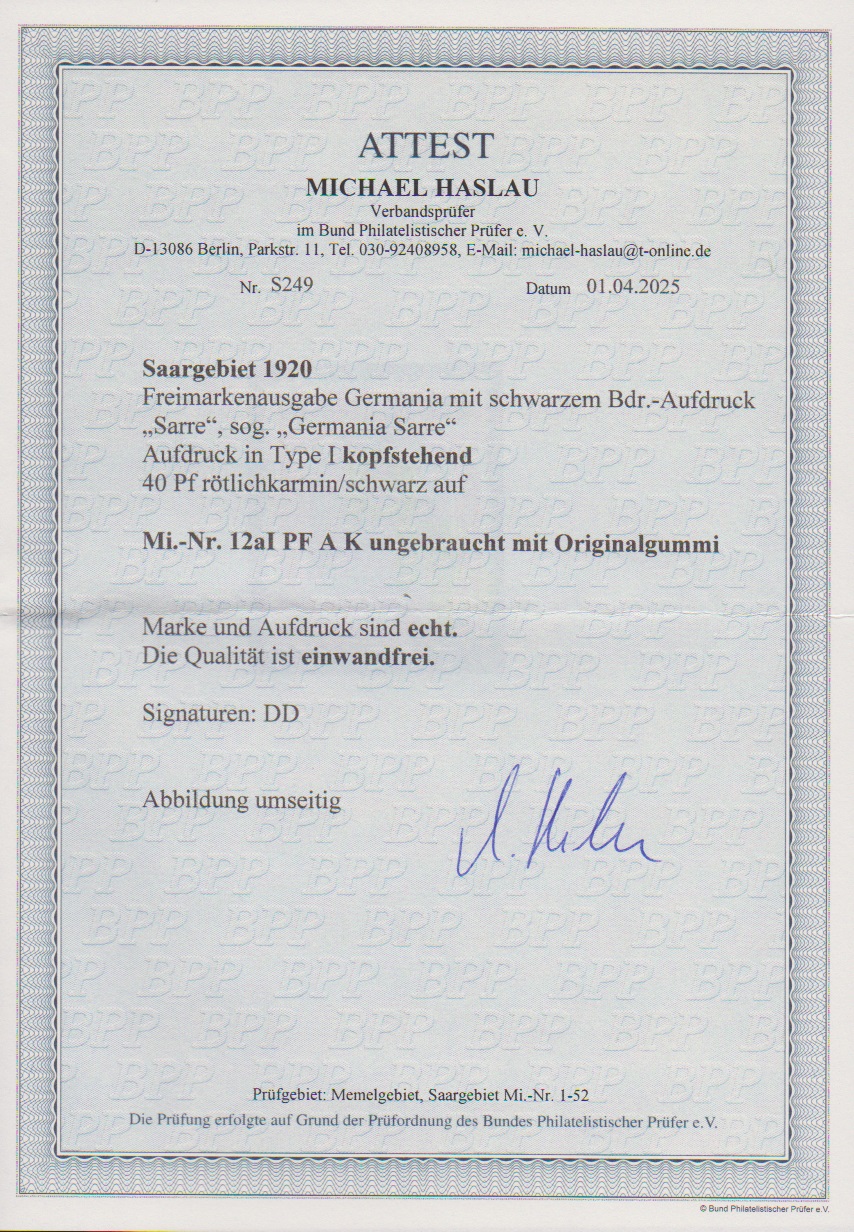 ATTEST
MICHAEL HASLAU
Verbandsprüfer
im Bund Philatelistischer Prüfer e. V.
D-13086 Berlin, Parkstr. 11, Tel. 030-92408958, E-Mail: michael-haslau@t-online.de
Nr. S249 Datum 01.04.2025
Saargebiet 1920
Freimarkenausgabe Germania mit schwarzem Bdr.-Aufdruck
„Sarre“, sog. „Germania Sarre“
Aufdruck in Type I kopfstehend
40 Pf rötlichkarmin/schwarz auf
Mi.-Nr. 12aI PF A K ungebraucht mit Originalgummi
Marke und Aufdruck sind echt.
Die Qualität ist einwandfrei.
Signaturen: DD
Abbildung umseitig
Prüfgebiet: Memelgebiet, Saargebiet Mi.-Nr. 1-52
Die Prüfung erfolgte auf Grund der Prüfordnung des Bundes Philatelistischer Prüfer e.V.
© Bund Philatelistischer Prüfer e.V.